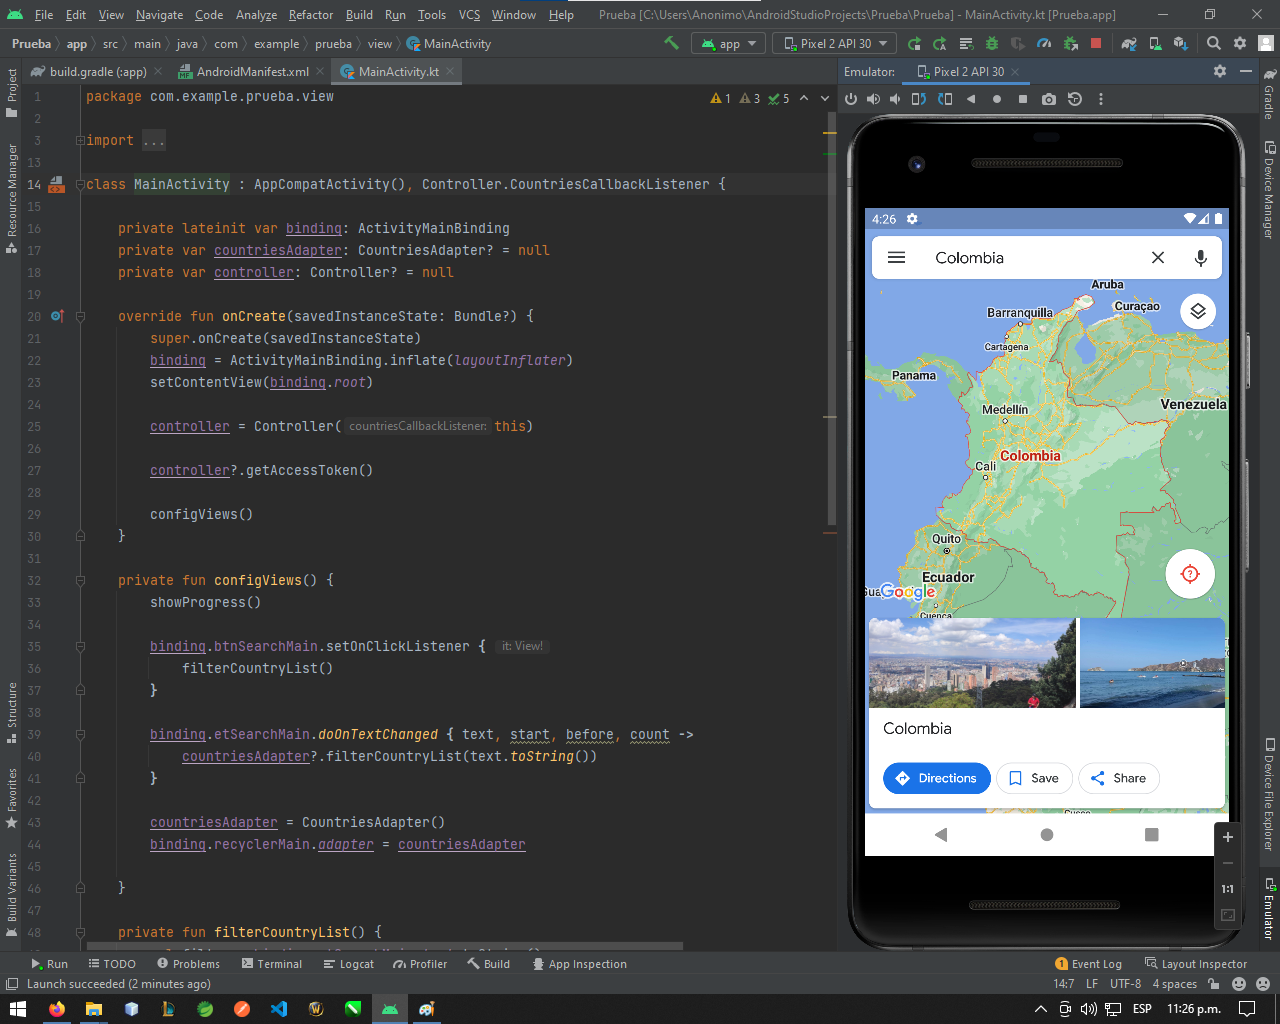 File Edit View Navigate Code Analyze Refactor Build Run Tools VCS Window Help Prueba [C:\Users\Anonimo\AndroidStudioProjects\Prueba\Prueba] - MainActivity.kt [Prueba.app]
Prueba app src main java com example prueba view MainActivity app Pixel 2 API 30
build.gradle (:app) AndroidManifest.xml MainActivity.kt Emulator: Pixel 2 API 30
1 package com.example.prueba.view
1 3 5
2
3 import ...
13
14 class MainActivity : AppCompatActivity(), Controller.CountriesCallbackListener {
15
16 private lateinit var binding: ActivityMainBinding
17 private var countriesAdapter: CountriesAdapter? = null
18 private var controller: Controller? = null
19
20 override fun onCreate(savedInstanceState: Bundle?) {
21 super.onCreate(savedInstanceState)
22 binding = ActivityMainBinding.inflate(layoutInflater)
23 setContentView(binding.root)
24
25 controller = Controller( countriesCallbackListener: this)
26
27 controller?.getAccessToken()
28
29 configViews()
30 }
31
32 private fun configViews() {
33 showProgress()
34
35 binding.btnSearchMain.setOnClickListener { it: View!
36 filterCountryList()
37 }
38
39 binding.etSearchMain.doOnTextChanged { text, start, before, count ->
40 countriesAdapter?.filterCountryList(text.toString())
41 }
42
43 countriesAdapter = CountriesAdapter()
44 binding.recyclerMain.adapter = countriesAdapter
45
46 }
47
48 private fun filterCountryList() {
Project
Resource Manager
Structure
Favorites
Build Variants
4:26
Colombia
Aruba
Barranquilla
Curaçao
Cartagena
Panama
Medellín
Venezuela
Colombia
Cali
Quito
Ecuador
Google
Cuenca
Colombia
Directions Save Share
1:1
Gradle
Device Manager
Device File Explorer
Emulator
Run TODO Problems Terminal Logcat Profiler Build App Inspection 1 Event Log Layout Inspector
Launch succeeded (2 minutes ago) 14:7 LF UTF-8 4 spaces
ESP 11:26 p.m.